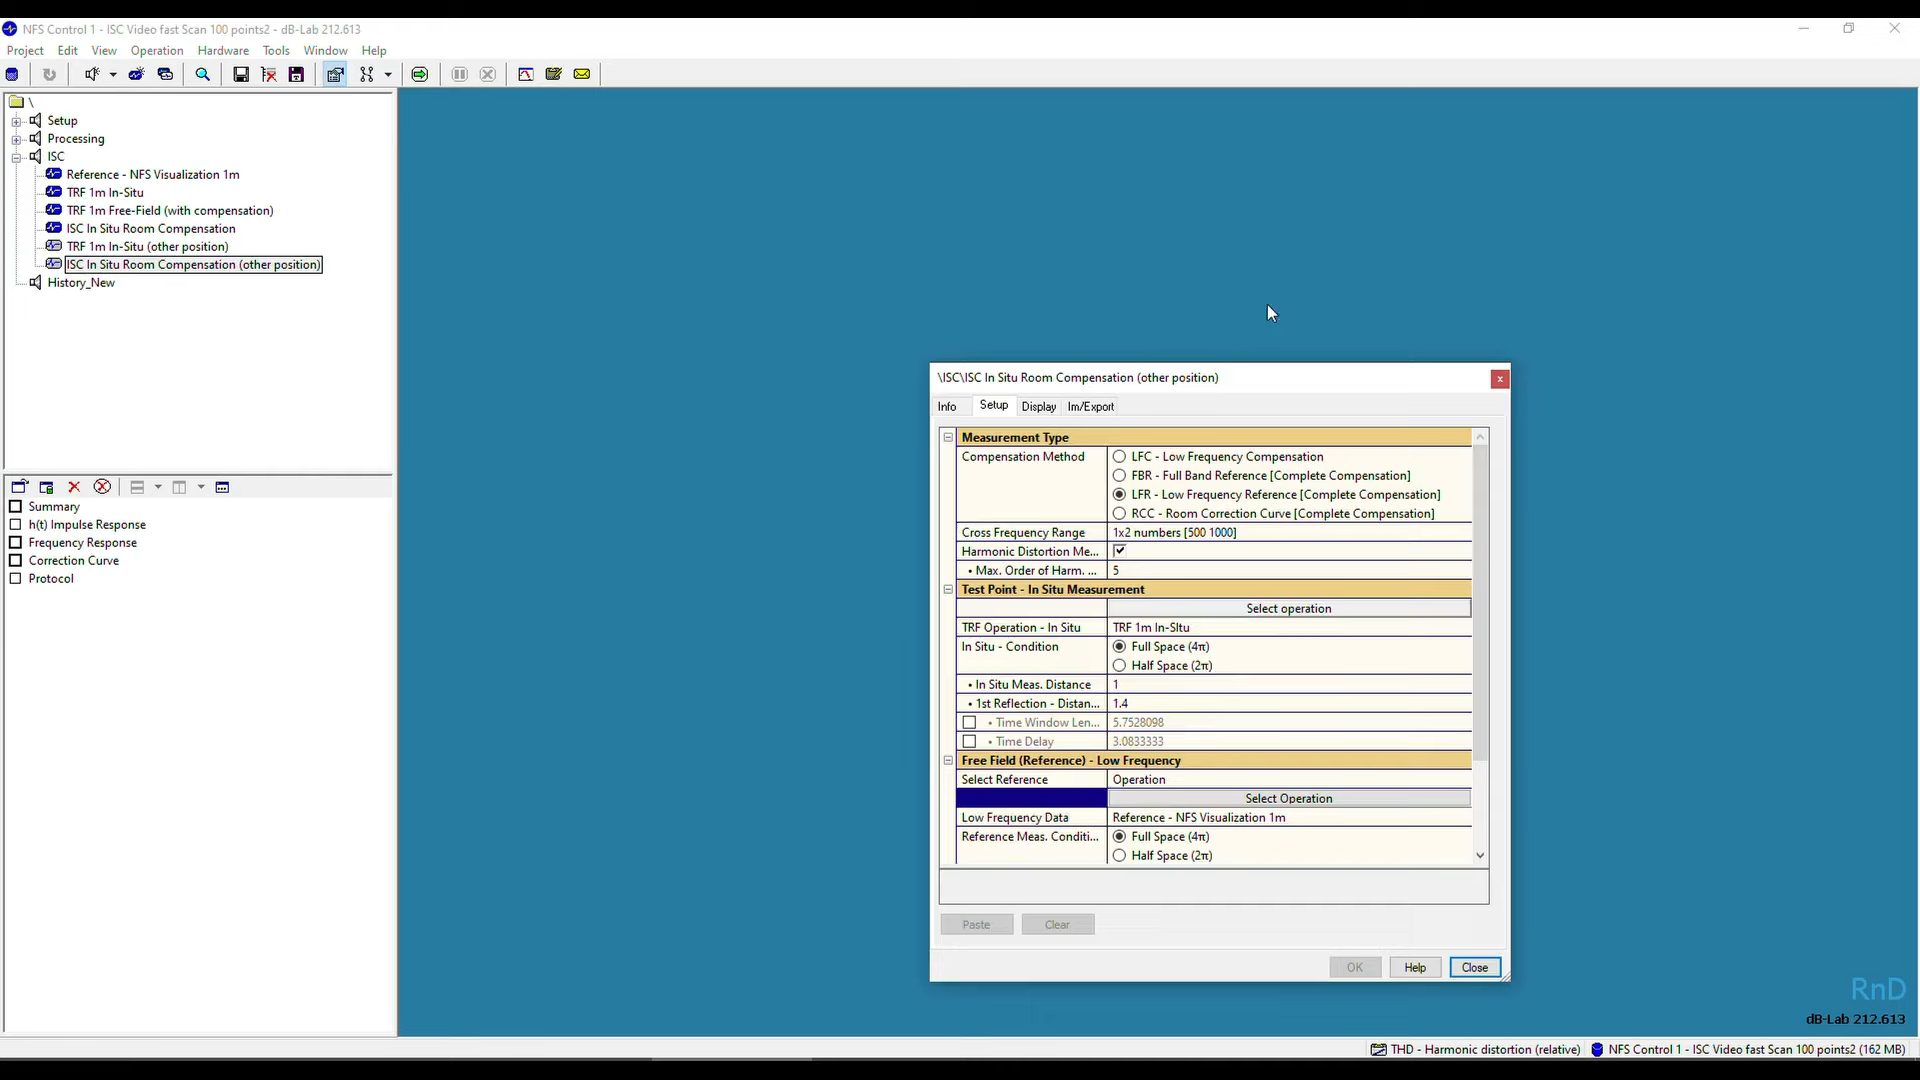 NFS Control 1 - ISC Video fast Scan 100 points2 - dB-Lab 212.613
Project Edit View Operation Hardware Tools Window Help
\
Setup
Processing
ISC
Reference - NFS Visualization 1m
TRF 1m In-Situ
TRF 1m Free-Field (with compensation)
ISC In Situ Room Compensation
TRF 1m In-Situ (other position)
ISC In Situ Room Compensation (other position)
History_New
Summary
h(t) Impulse Response
Frequency Response
Correction Curve
Protocol
\ISC\ISC In Situ Room Compensation (other position)
Info Setup Display Im/Export
Measurement Type
Compensation Method LFC - Low Frequency Compensation
FBR - Full Band Reference [Complete Compensation]
LFR - Low Frequency Reference [Complete Compensation]
RCC - Room Correction Curve [Complete Compensation]
Cross Frequency Range 1x2 numbers [500 1000]
Harmonic Distortion Me...
• Max. Order of Harm. ... 5
Test Point - In Situ Measurement
Select operation
TRF Operation - In Situ TRF 1m In-SItu
In Situ - Condition Full Space (4π)
Half Space (2π)
• In Situ Meas. Distance 1
• 1st Reflection - Distan... 1.4
• Time Window Len... 5.7528098
• Time Delay 3.0833333
Free Field (Reference) - Low Frequency
Select Reference Operation
Select Operation
Low Frequency Data Reference - NFS Visualization 1m
Reference Meas. Conditi... Full Space (4π)
Half Space (2π)
Paste Clear
OK Help Close
RnD
dB-Lab 212.613
THD - Harmonic distortion (relative) NFS Control 1 - ISC Video fast Scan 100 points2 (162 MB)